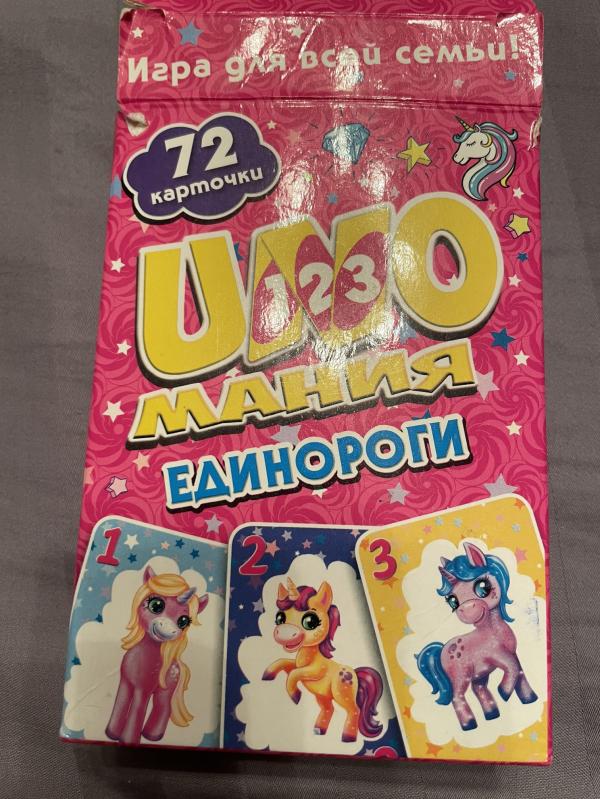 Игра для всей семьи!
72
карточки
UNO
123
МАНИЯ
ЕДИНОРОГИ
1
2
3